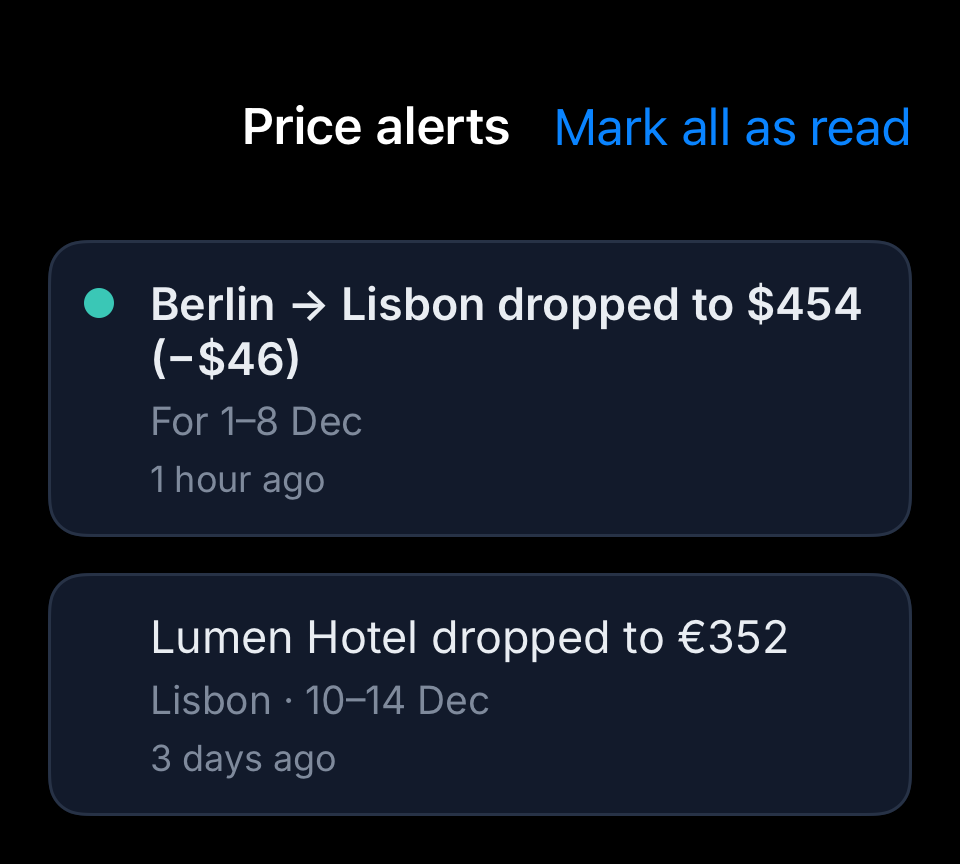 Price alerts
Mark all as read
Berlin → Lisbon dropped to $454
(−$46)
For 1–8 Dec
1 hour ago
Lumen Hotel dropped to €352
Lisbon · 10–14 Dec
3 days ago